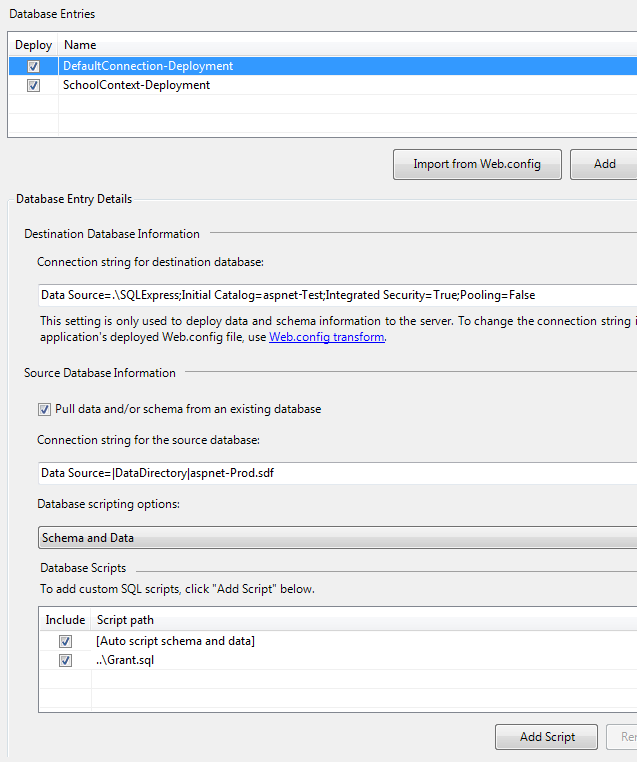 Database Entries
Deploy Name
DefaultConnection-Deployment
SchoolContext-Deployment
Import from Web.config Add
Database Entry Details
Destination Database Information
Connection string for destination database:
Data Source=.\SQLExpress;Initial Catalog=aspnet-Test;Integrated Security=True;Pooling=False
This setting is only used to deploy data and schema information to the server. To change the connection string i
application's deployed Web.config file, use Web.config transform.
Source Database Information
Pull data and/or schema from an existing database
Connection string for the source database:
Data Source=|DataDirectory|aspnet-Prod.sdf
Database scripting options:
Schema and Data
Database Scripts
To add custom SQL scripts, click "Add Script" below.
Include Script path
[Auto script schema and data]
..\Grant.sql
Add Script Rer